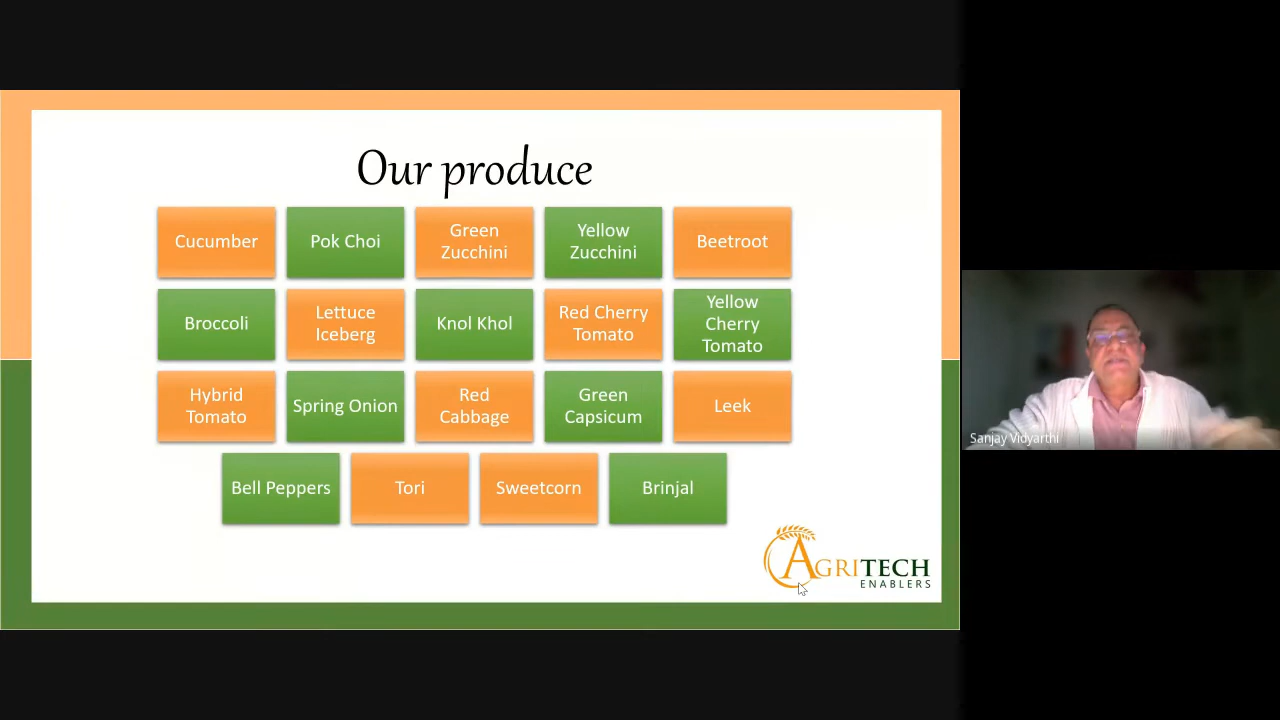 Our produce
Cucumber
Pok Choi
Green
Zucchini
Yellow
Zucchini
Beetroot
Broccoli
Lettuce
Iceberg
Knol Khol
Red Cherry
Tomato
Yellow
Cherry
Tomato
Hybrid
Tomato
Spring Onion
Red
Cabbage
Green
Capsicum
Leek
Bell Peppers
Tori
Sweetcorn
Brinjal
AGRITECH
ENABLERS
Sanjay Vidyarthi